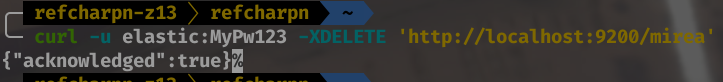 refcharpn-z13 refcharpn ~
curl -u elastic:MyPw123 -XDELETE 'http://localhost:9200/mirea'
{"acknowledged":true}%
refcharpn-z13 refcharpn ~